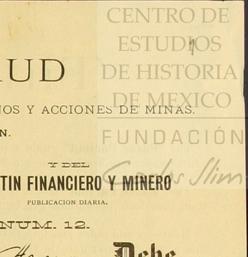 CENTRO DE
ESTUDIOS
DE HISTORIA
DE MEXICO
FUNDACIÓN
Carlos Slim
UD
OS Y ACCIONES DE MINAS.
N.
Y DEL
TIN FINANCIERO Y MINERO
PUBLICACION DIARIA.
NUM. 12.
Debe